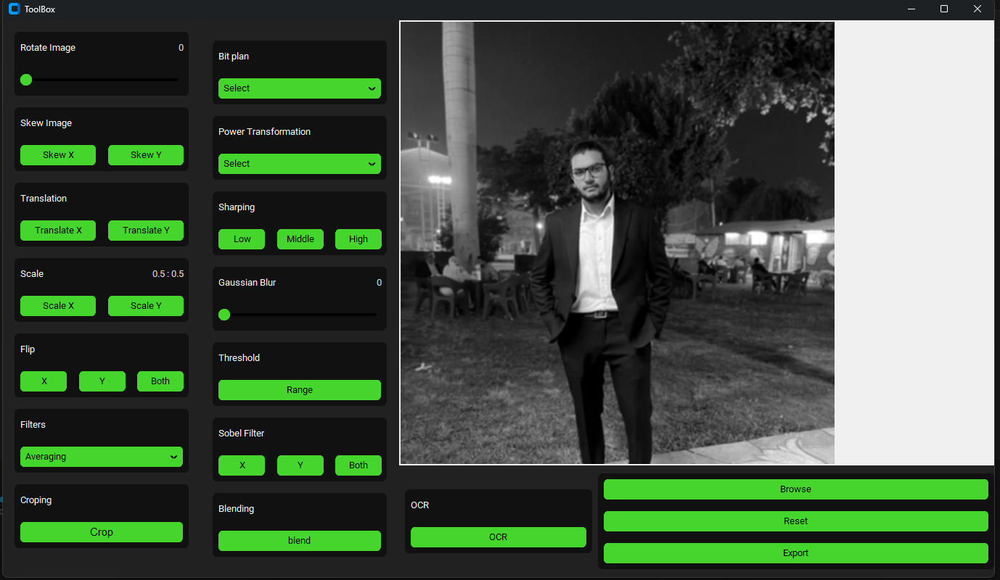 ToolBox
Rotate Image 0
Skew Image
Skew X Skew Y
Translation
Translate X Translate Y
Scale 0.5 : 0.5
Scale X Scale Y
Flip
X Y Both
Filters
Averaging
Croping
Crop
Bit plan
Select
Power Transformation
Select
Sharping
Low Middle High
Gaussian Blur 0
Threshold
Range
Sobel Filter
X Y Both
Blending
blend
OCR
OCR
Browse
Reset
Export